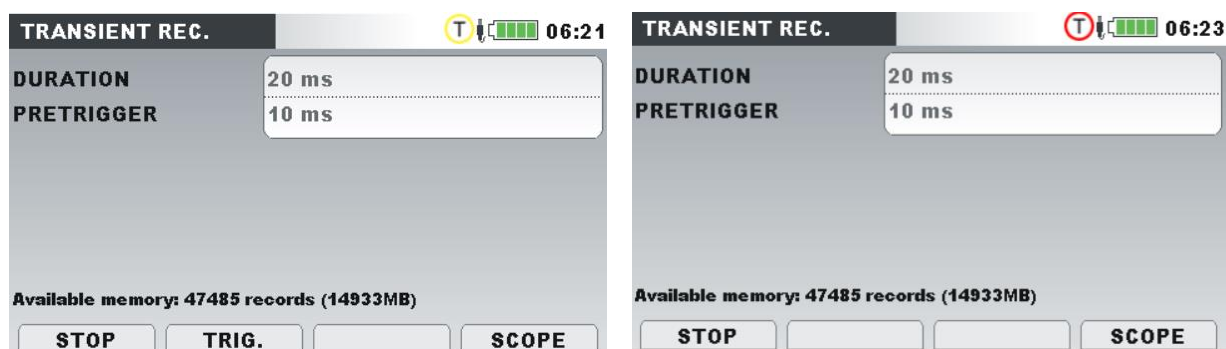 TRANSIENT REC. T 06:21
DURATION 20 ms
PRETRIGGER 10 ms
Available memory: 47485 records (14933MB)
STOP TRIG. SCOPE
TRANSIENT REC. T 06:23
DURATION 20 ms
PRETRIGGER 10 ms
Available memory: 47485 records (14933MB)
STOP SCOPE